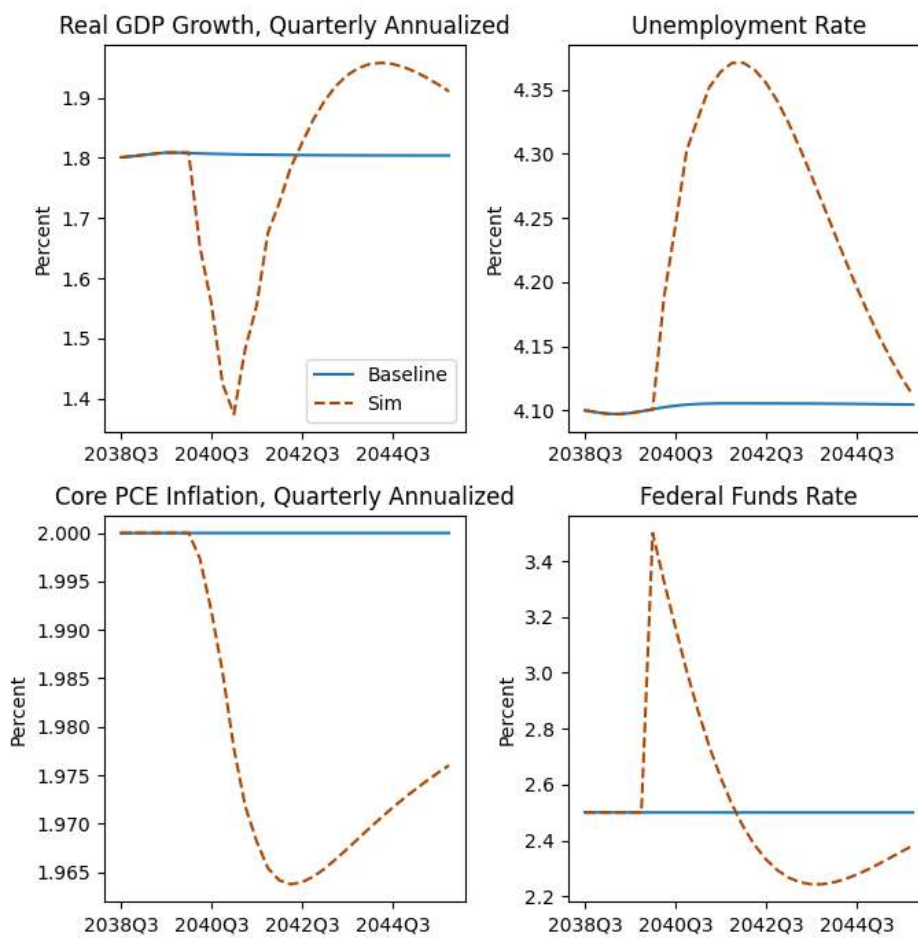 Real GDP Growth, Quarterly Annualized
Percent
1.9
1.8
1.7
1.6
1.5
1.4
Baseline
Sim
2038Q3 2040Q3 2042Q3 2044Q3
Unemployment Rate
Percent
4.35
4.30
4.25
4.20
4.15
4.10
2038Q3 2040Q3 2042Q3 2044Q3
Core PCE Inflation, Quarterly Annualized
Percent
2.000
1.995
1.990
1.985
1.980
1.975
1.970
1.965
2038Q3 2040Q3 2042Q3 2044Q3
Federal Funds Rate
Percent
3.4
3.2
3.0
2.8
2.6
2.4
2.2
2038Q3 2040Q3 2042Q3 2044Q3